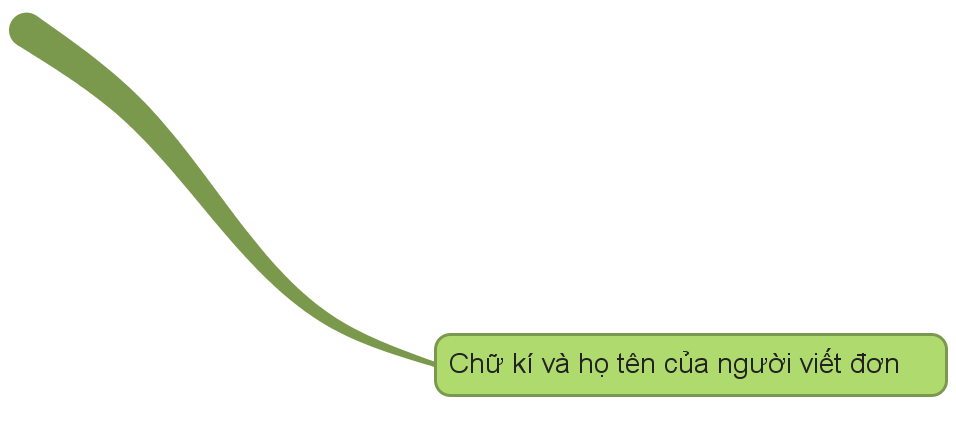 Chữ kí và họ tên của người viết đơn